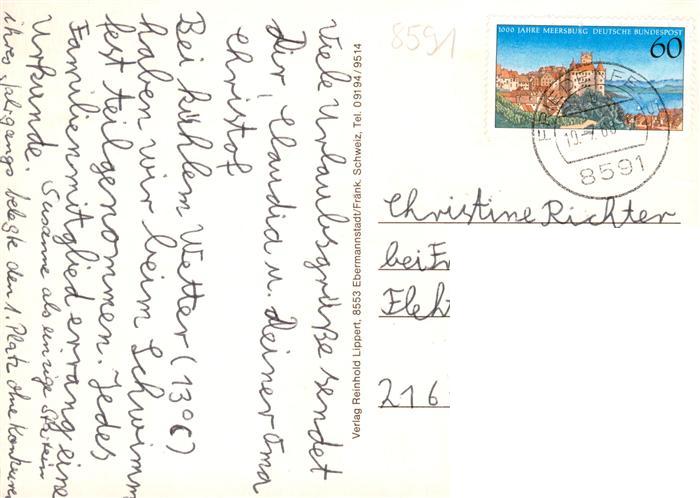 Viele Urlaubsgrüße sendet
Dir, Claudia u. Deiner Oma
Christof
Bei kühlem Wetter (13°C)
haben wir beim Schwimm
fest teilgenommen. Jedes
Familienmitglied errang eine
Urkunde.
Susanne als einzige
ihres Jahrgangs belegte den 1. Platz ohne
Verlag Reinhold Lippert, 8553 Ebermannstadt/Fränk. Schweiz, Tel. 09194/9514
8591
1000 JAHRE MEERSBURG DEUTSCHE BUNDESPOST
60
8591
Christine Richter
bei
216